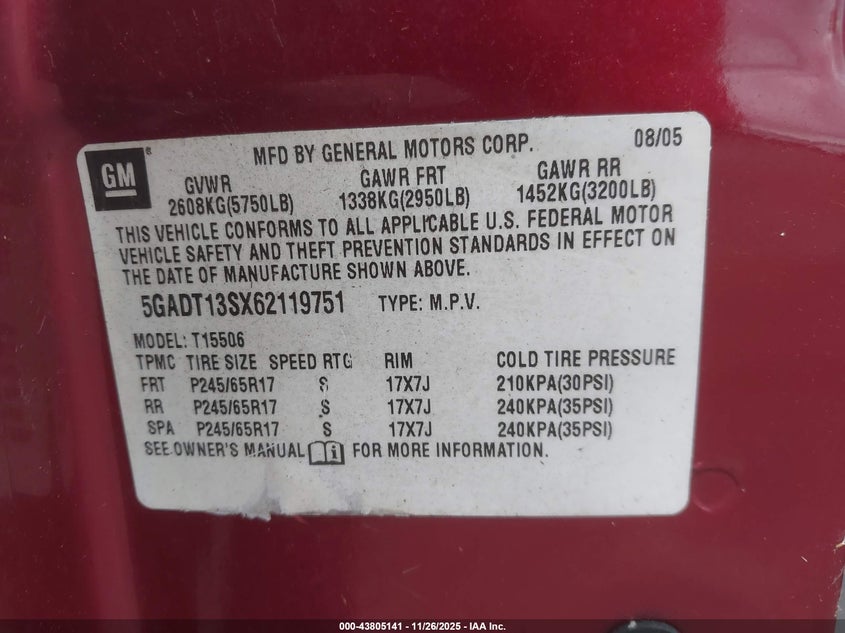 GM
MFD BY GENERAL MOTORS CORP. 08/05
GVWR GAWR FRT GAWR RR
2608KG(5750LB) 1338KG(2950LB) 1452KG(3200LB)
THIS VEHICLE CONFORMS TO ALL APPLICABLE U.S. FEDERAL MOTOR
VEHICLE SAFETY AND THEFT PREVENTION STANDARDS IN EFFECT ON
THE DATE OF MANUFACTURE SHOWN ABOVE.
5GADT13SX62119751 TYPE: M.P.V.
MODEL: T15506
TPMC TIRE SIZE SPEED RTG RIM COLD TIRE PRESSURE
FRT P245/65R17 S 17X7J 210KPA(30PSI)
RR P245/65R17 S 17X7J 240KPA(35PSI)
SPA P245/65R17 S 17X7J 240KPA(35PSI)
SEE OWNER'S MANUAL FOR MORE INFORMATION.
000-43805141 - 11/26/2025 - IAA Inc.